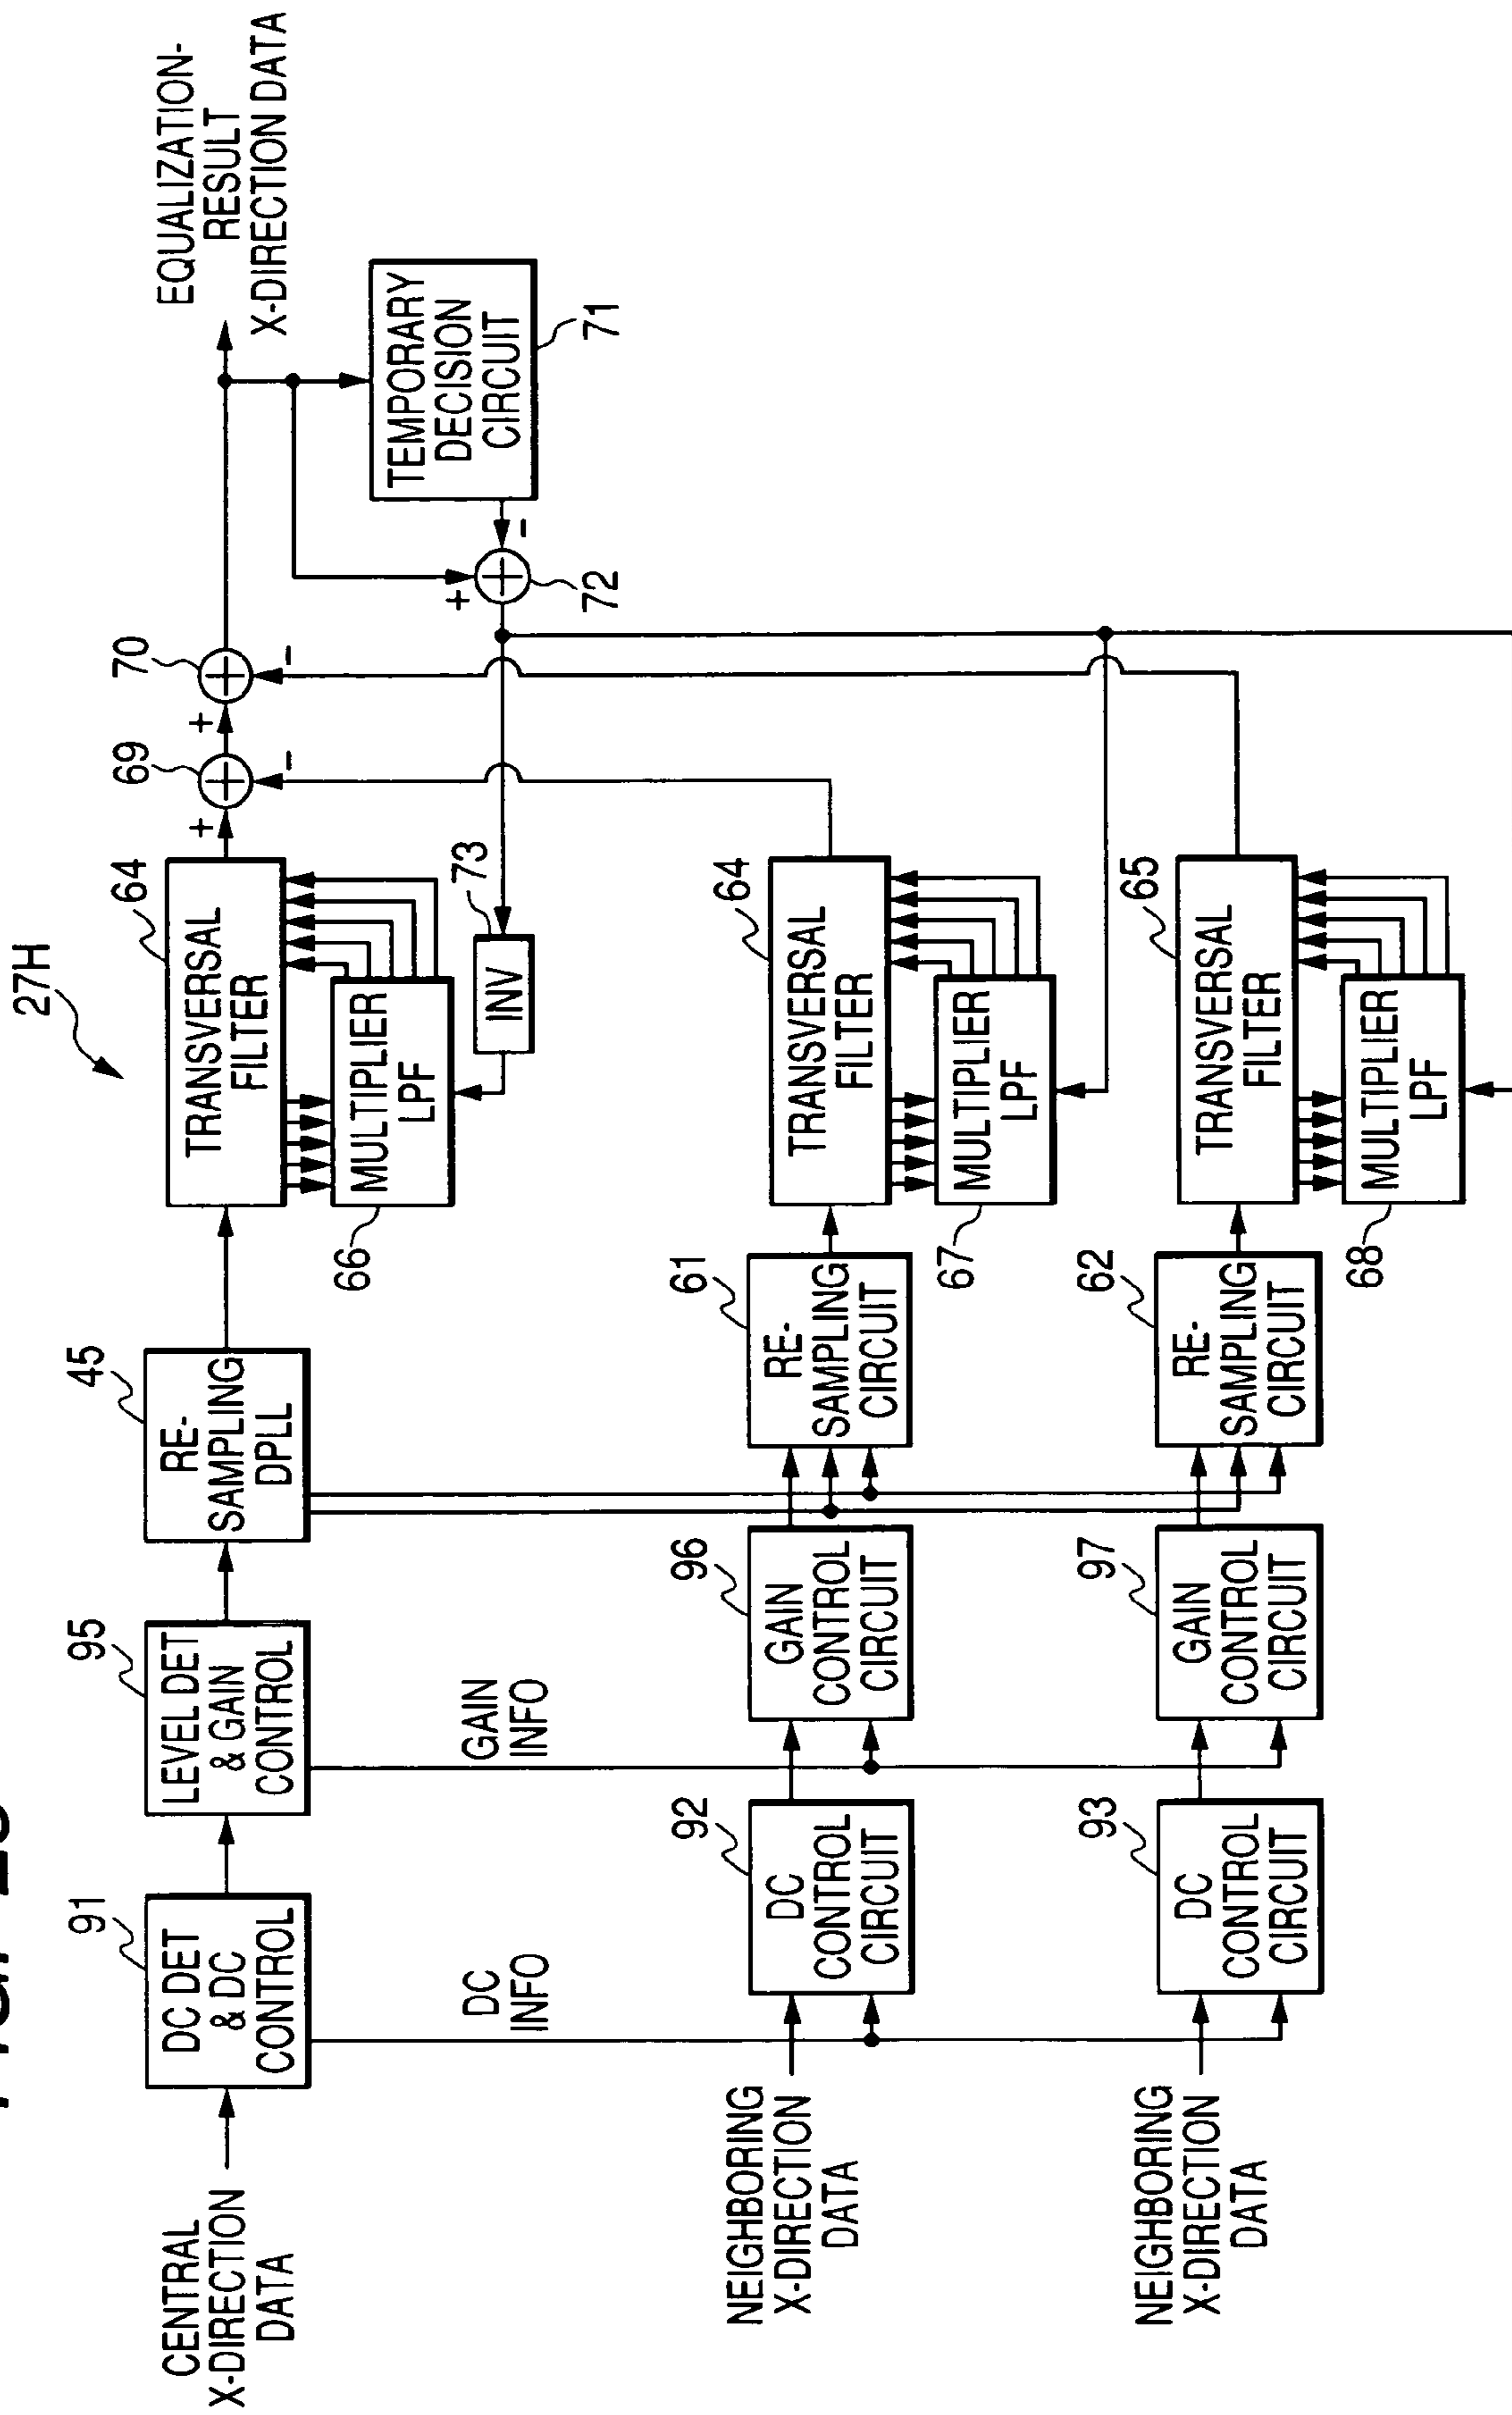 27H
CENTRAL
X-DIRECTION
DATA
91
DC DET
& DC
CONTROL
95
LEVEL DET
& GAIN
CONTROL
45
RE-
SAMPLING
DPLL
64
TRANSVERSAL
FILTER
+
69
-
+
70
-
EQUALIZATION-
RESULT
X-DIRECTION DATA
66
MULTIPLIER
LPF
73
INV
+
72
-
TEMPORARY
DECISION
CIRCUIT
71
DC
INFO
GAIN
INFO
NEIGHBORING
X-DIRECTION
DATA
92
DC
CONTROL
CIRCUIT
96
GAIN
CONTROL
CIRCUIT
61
RE-
SAMPLING
CIRCUIT
64
TRANSVERSAL
FILTER
67
MULTIPLIER
LPF
NEIGHBORING
X-DIRECTION
DATA
93
DC
CONTROL
CIRCUIT
97
GAIN
CONTROL
CIRCUIT
62
RE-
SAMPLING
CIRCUIT
65
TRANSVERSAL
FILTER
68
MULTIPLIER
LPF